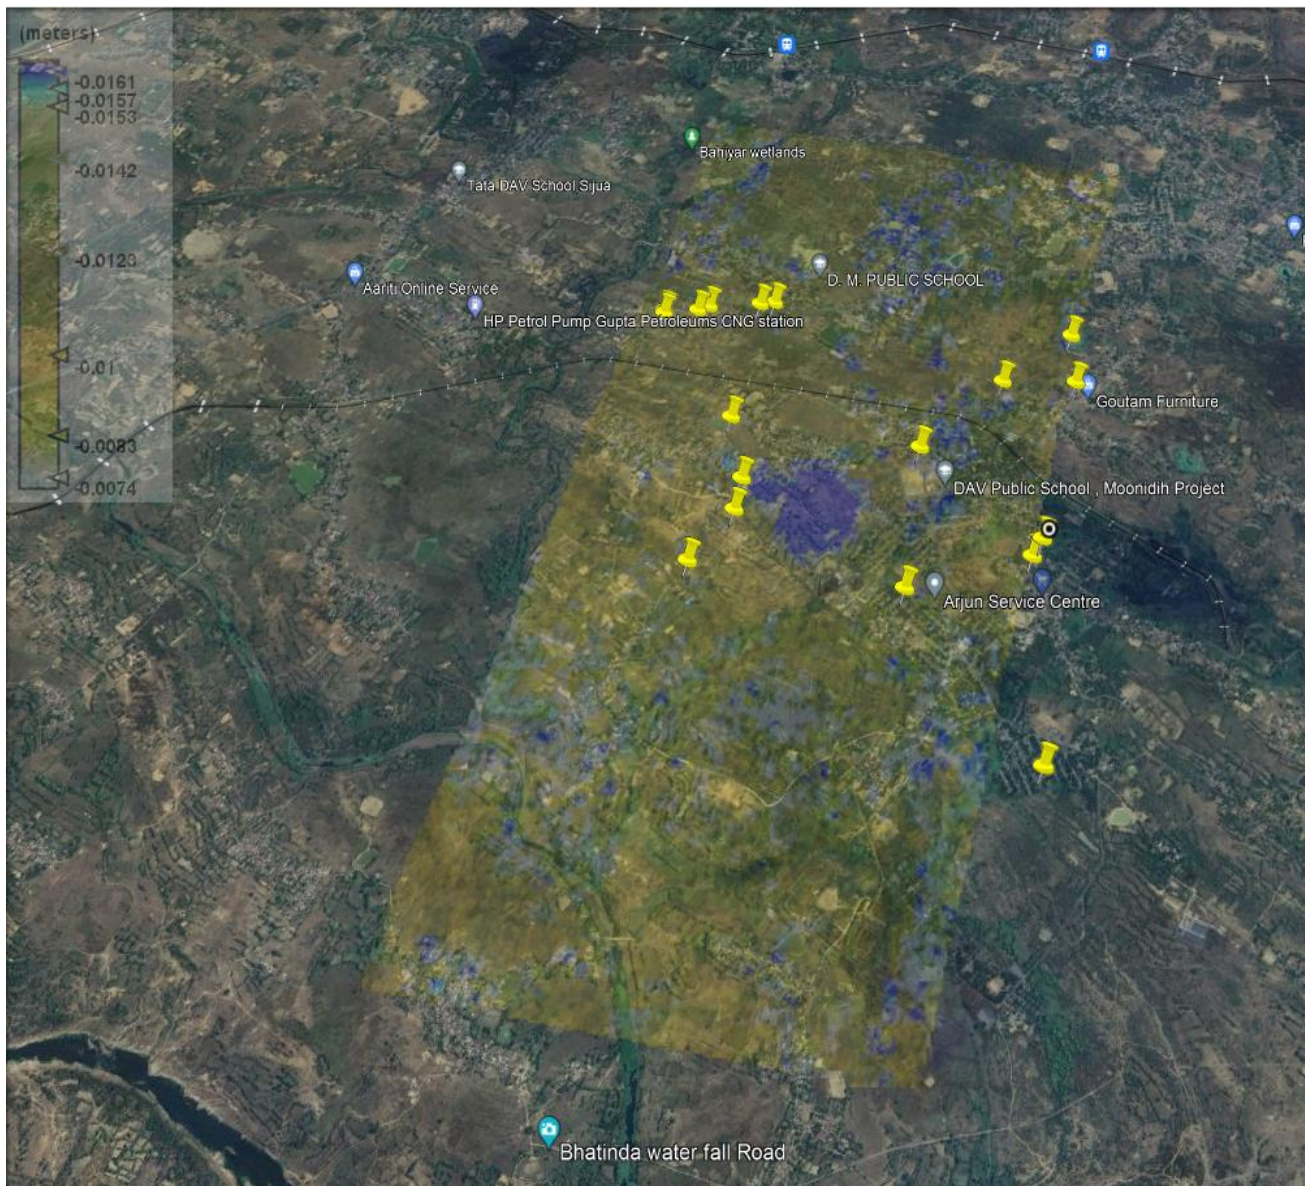 (meters)
-0.0161
-0.0157
-0.0153
-0.0142
-0.0123
-0.01
-0.0083
-0.0074
Bahiyar wetlands
Tata DAV School Sijua
D. M. PUBLIC SCHOOL
Aariti Online Service
HP Petrol Pump Gupta Petroleums CNG station
Goutam Furniture
DAV Public School , Moonidih Project
Arjun Service Centre
Bhatinda water fall Road